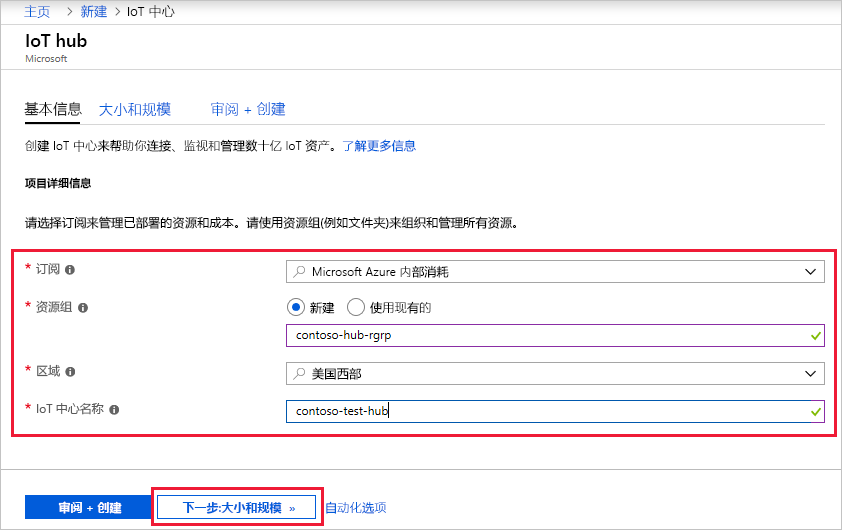 主页 > 新建 > IoT 中心
IoT hub
Microsoft
基本信息 大小和规模 审阅 + 创建
创建 IoT 中心来帮助你连接、监视和管理数十亿 IoT 资产。了解更多信息
项目详细信息
请选择订阅来管理已部署的资源和成本。请使用资源组(例如文件夹)来组织和管理所有资源。
* 订阅 Microsoft Azure 内部消耗
* 资源组 新建 使用现有的
contoso-hub-rgrp
* 区域 美国西部
* IoT 中心名称 contoso-test-hub
审阅 + 创建 下一步:大小和规模 » 自动化选项